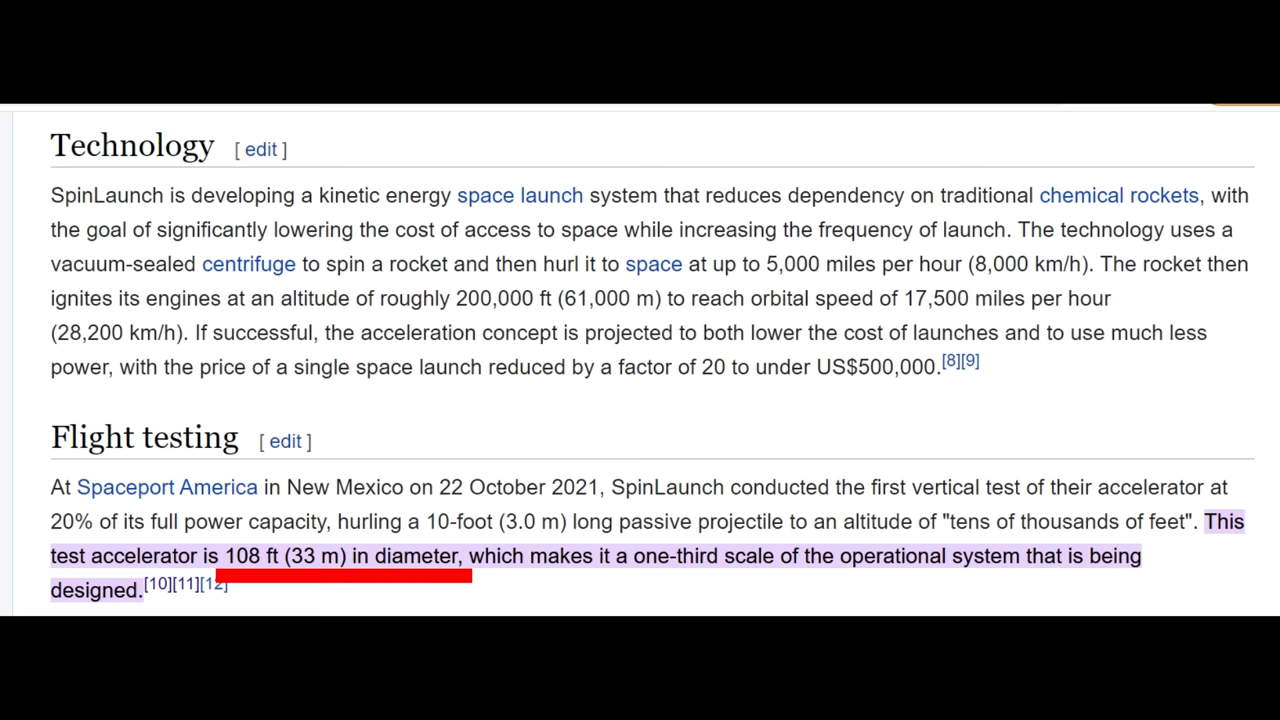 Technology [ edit ]
SpinLaunch is developing a kinetic energy space launch system that reduces dependency on traditional chemical rockets, with
the goal of significantly lowering the cost of access to space while increasing the frequency of launch. The technology uses a
vacuum-sealed centrifuge to spin a rocket and then hurl it to space at up to 5,000 miles per hour (8,000 km/h). The rocket then
ignites its engines at an altitude of roughly 200,000 ft (61,000 m) to reach orbital speed of 17,500 miles per hour
(28,200 km/h). If successful, the acceleration concept is projected to both lower the cost of launches and to use much less
power, with the price of a single space launch reduced by a factor of 20 to under US$500,000.[8][9]
Flight testing [ edit ]
At Spaceport America in New Mexico on 22 October 2021, SpinLaunch conducted the first vertical test of their accelerator at
20% of its full power capacity, hurling a 10-foot (3.0 m) long passive projectile to an altitude of "tens of thousands of feet". This
test accelerator is 108 ft (33 m) in diameter, which makes it a one-third scale of the operational system that is being
designed.[10][11][12]